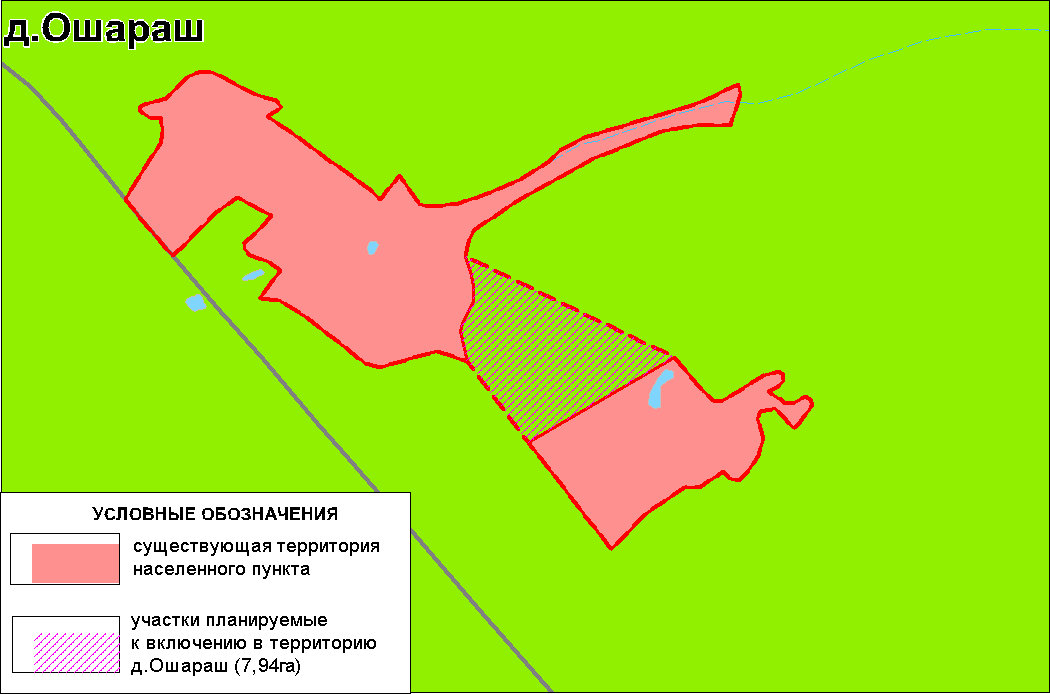 д.Ошараш
УСЛОВНЫЕ ОБОЗНАЧЕНИЯ
существующая территория
населенного пункта
участки планируемые
к включению в территорию
д.Ошараш (7,94га)